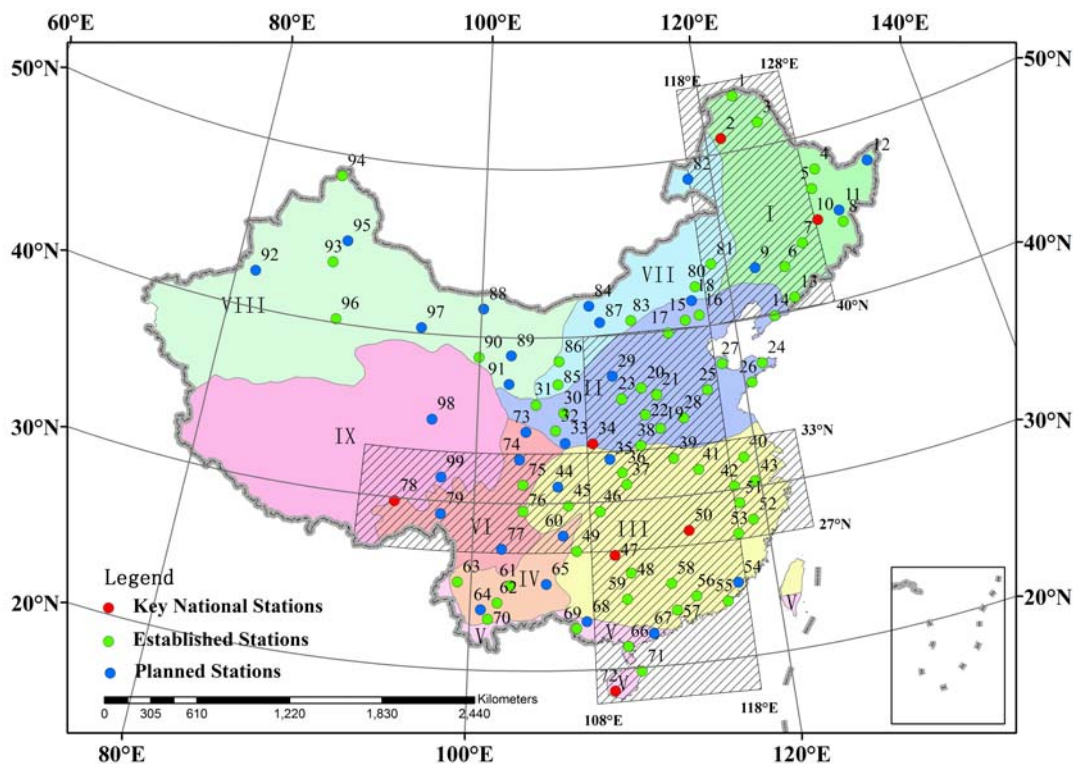 60°E 80°E 100°E 120°E 140°E
128°E
118°E
50°N 50°N
1
3
2
94 12
4
82 5
11
10 8
95 I 7
92 93 81 9 6
VII
80 13
VIII 84 18 40°N
40°N 40°N
96 97 88 87 83 15 16 14
17
89
90 86 27 24
91 29
85 II 20 25 26
31 23 21
30 28
98 32 22 19
73 33 34 38
30°N 30°N
IX 74 35 39 40 33°N
36
99 75 44 37 41 42 43
78 45 46 51
79 76 50 52
VI 60 III 53 27°N
77 49 47
63 61 IV 65 48 58 54
62 59 56 55
64 68 57
20°N 70 69 67 20°N
V 66 V
71
72 V
118°E
108°E
Legend
Key National Stations
Established Stations
Planned Stations
Kilometers
0 305 610 1,220 1,830 2,440
80°E 100°E 120°E